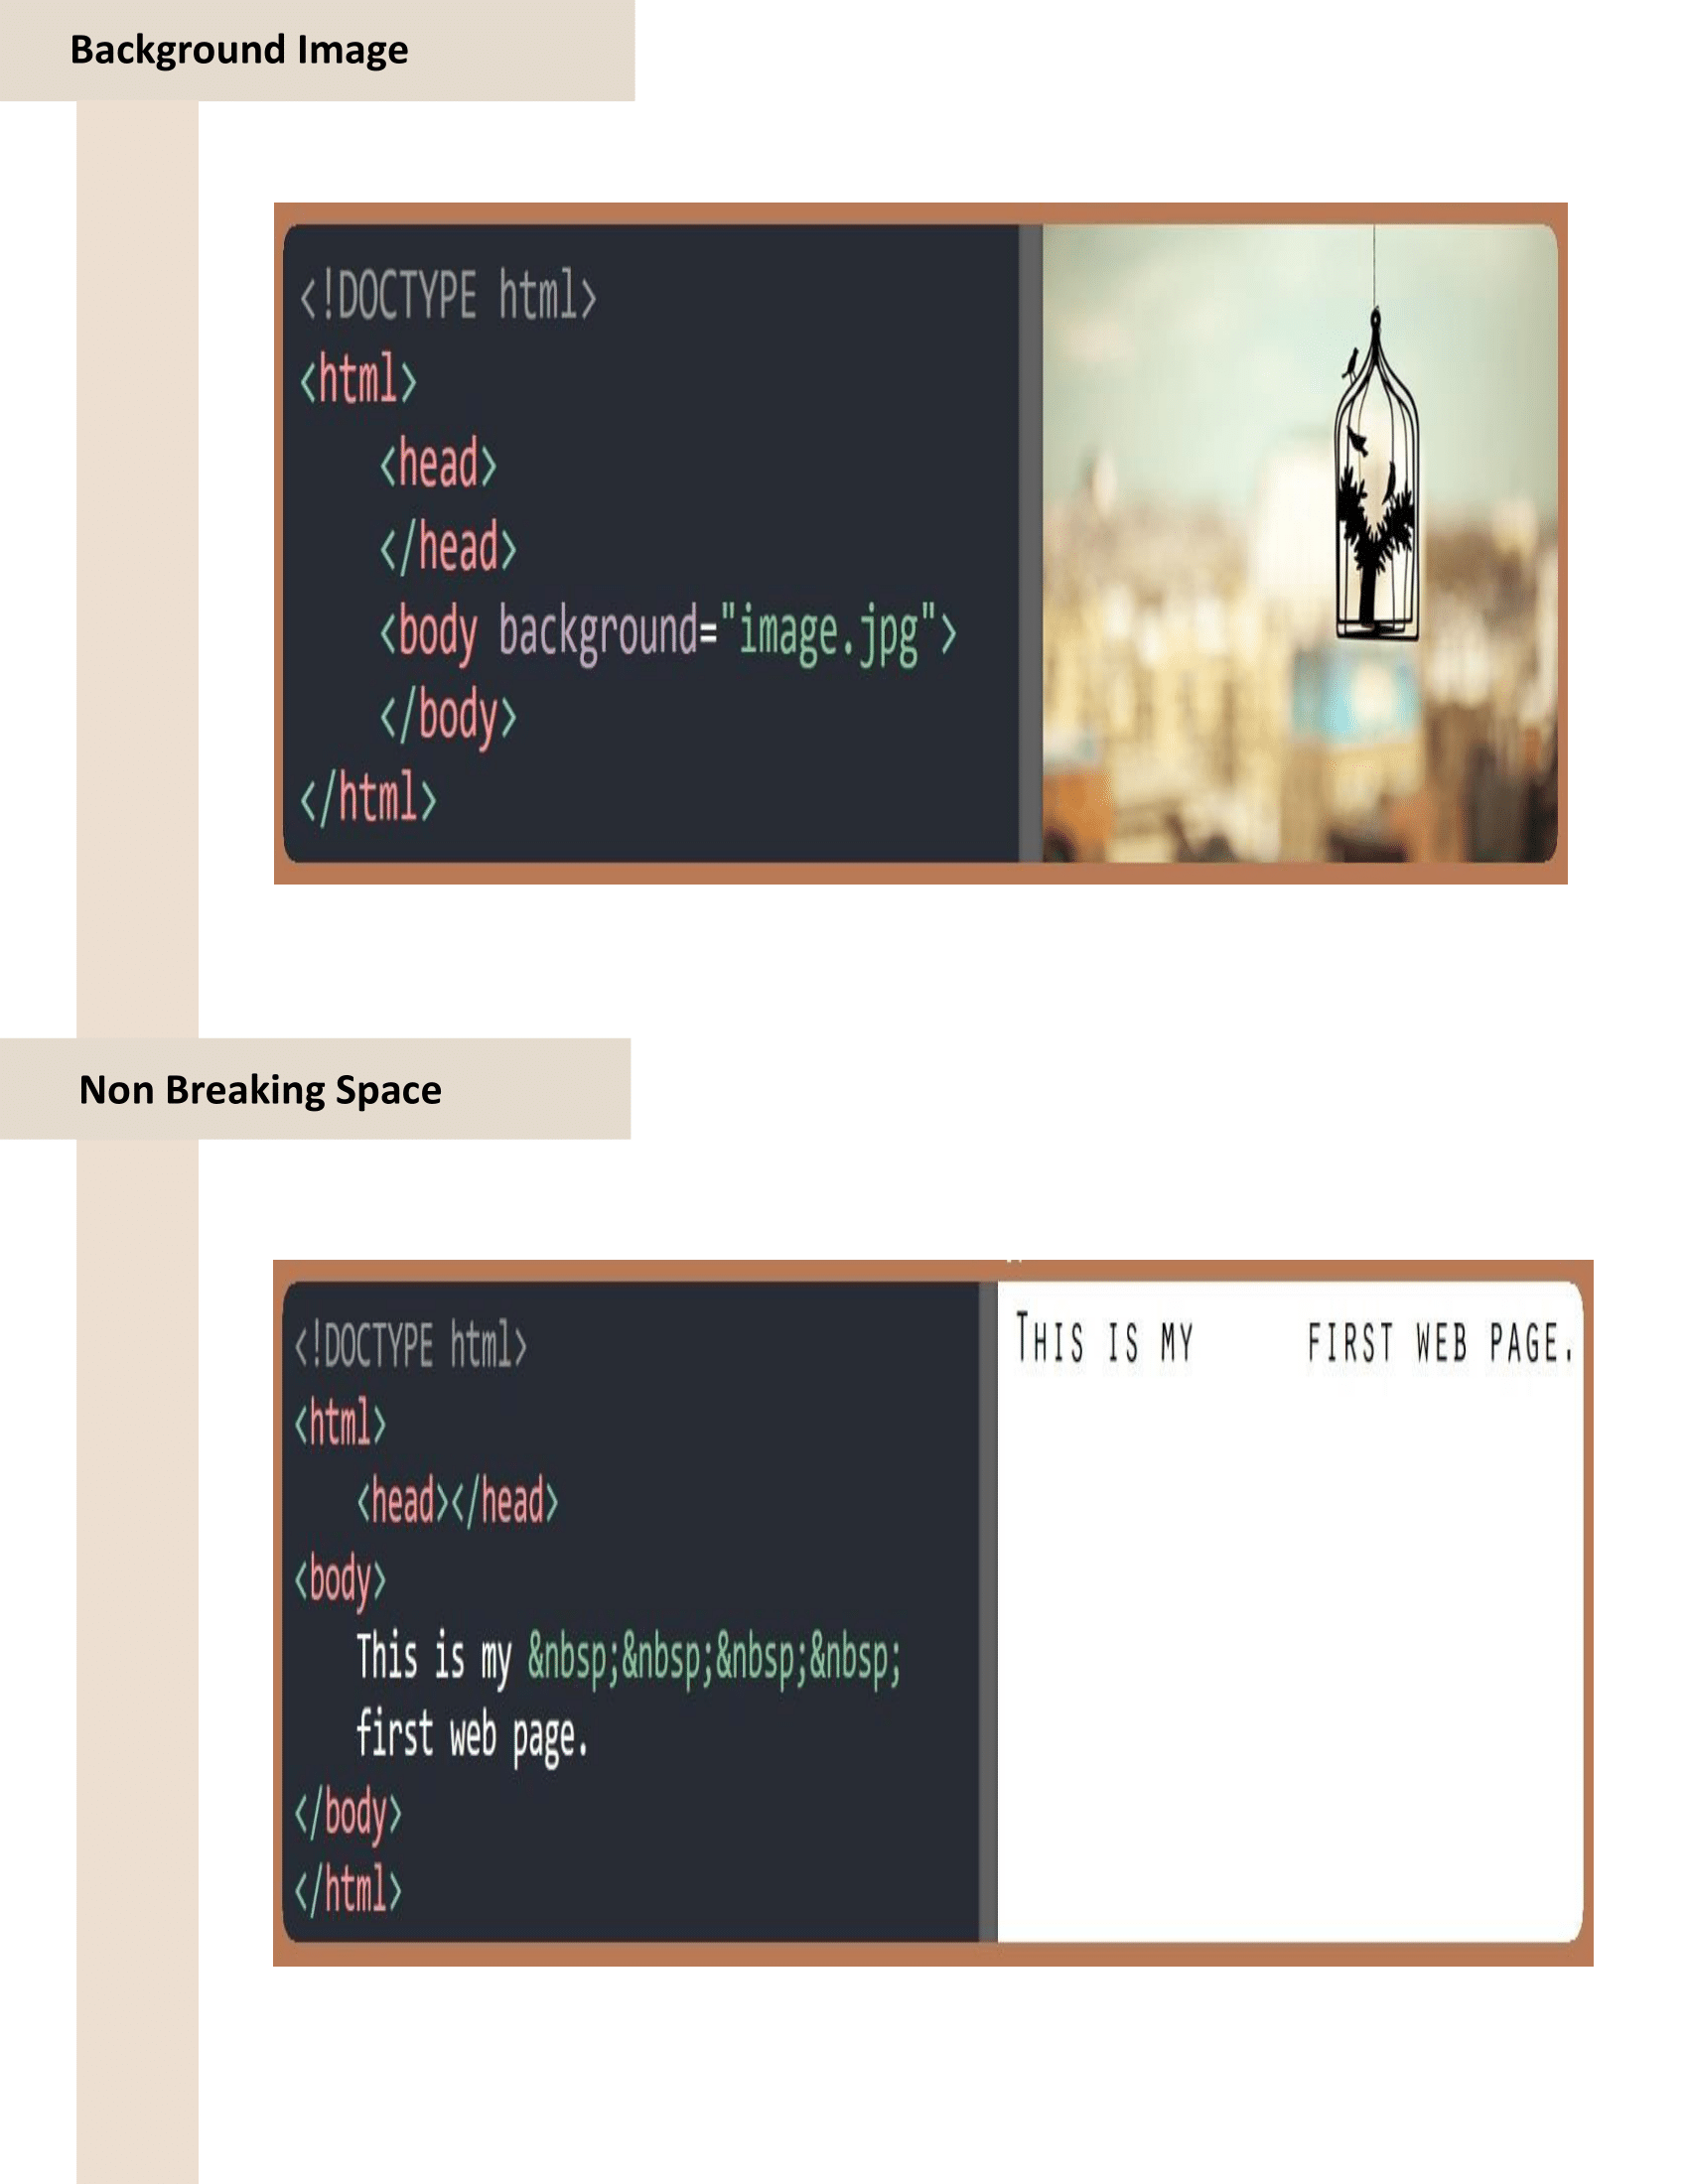 Background Image
<!DOCTYPE html>
<html>
<head>
</head>
<body background="image.jpg">
</body>
</html>
Non Breaking Space
<!DOCTYPE html>
<html>
<head></head>
<body>
This is my &nbsp;&nbsp;&nbsp;&nbsp;
first web page.
</body>
</html>
THIS IS MY     FIRST WEB PAGE.